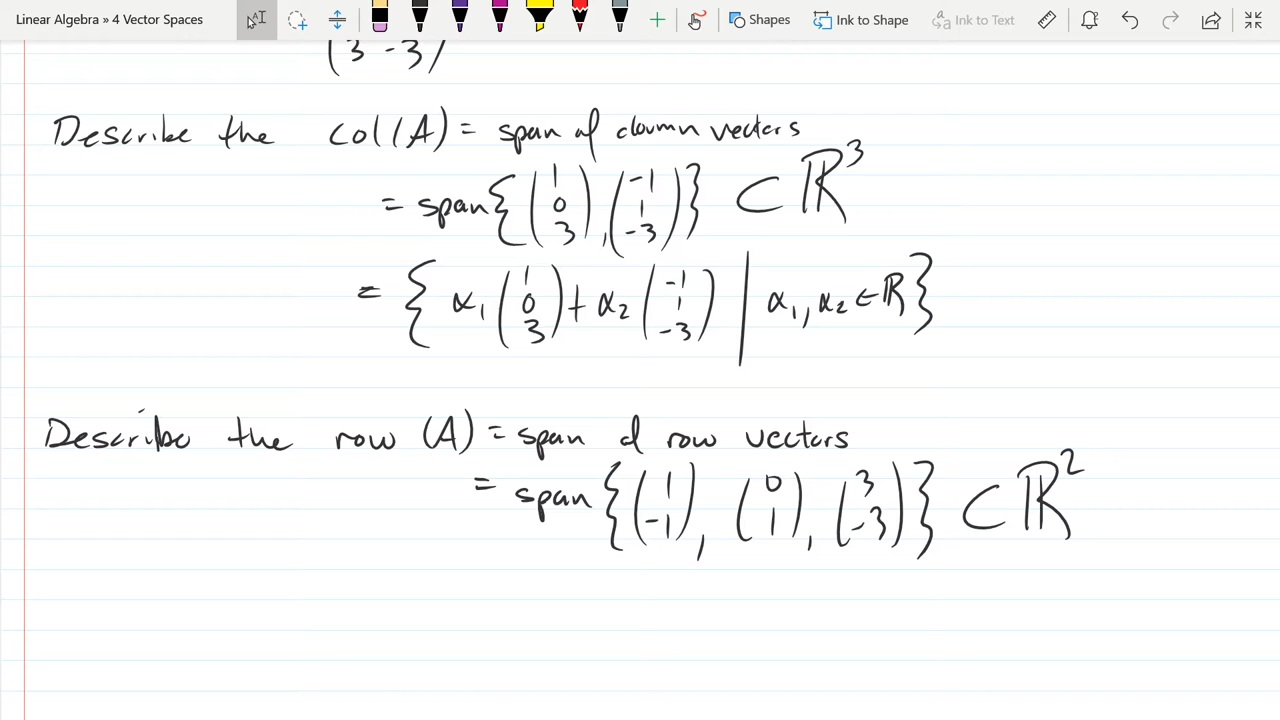 Linear Algebra » 4 Vector Spaces Shapes Ink to Shape Ink to Text
(3 -3)
Describe the col(A) = span of column vectors
= span{(1 0 3), (-1 1 -3)} ⊂ ℝ³
= {α₁(1 0 3) + α₂(-1 1 -3) | α₁, α₂ ∈ ℝ}
Describe the row (A) = span of row vectors
= span{(1 -1), (0 1), (3 -3)} ⊂ ℝ²